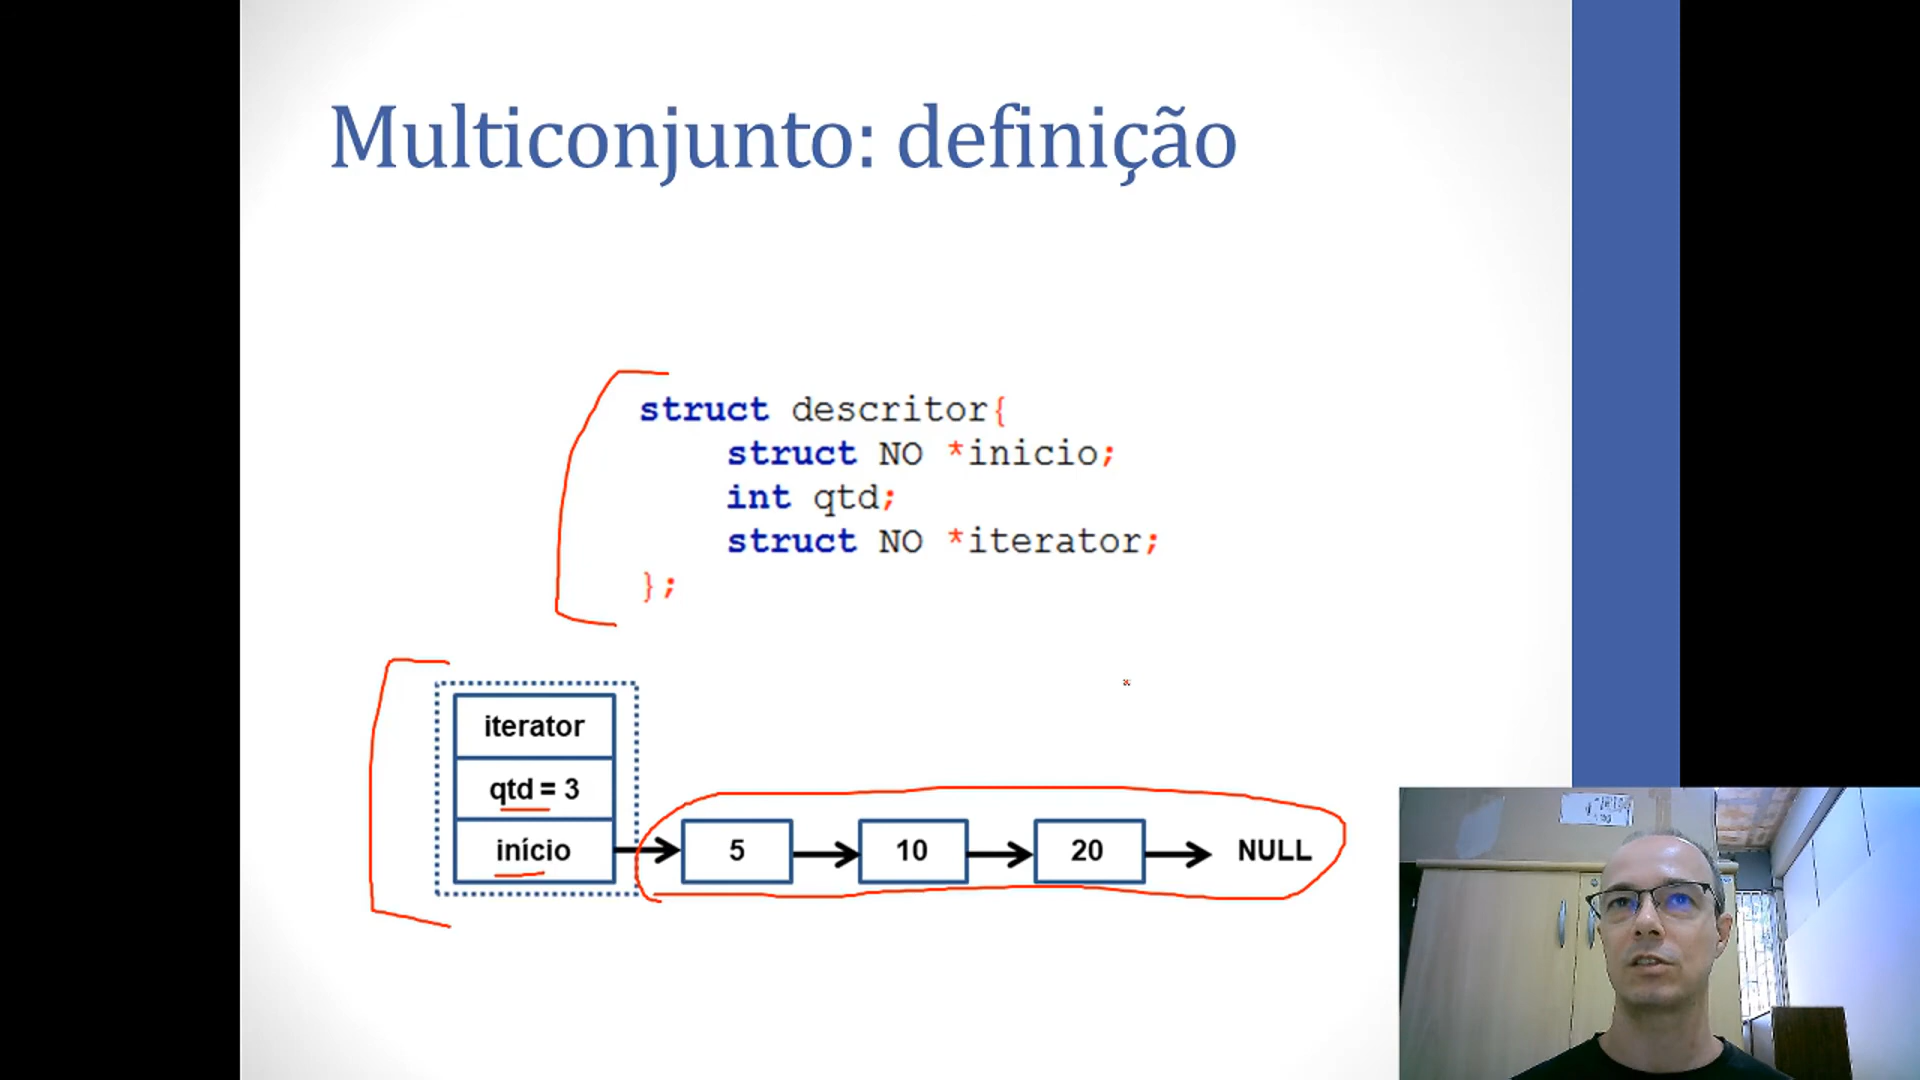 Multiconjunto: definição
struct descritor{
struct NO *inicio;
int qtd;
struct NO *iterator;
};
iterator
qtd = 3
início
5
10
20
NULL